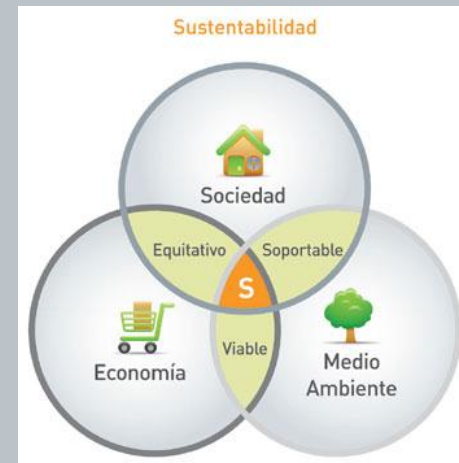 Sustentabilidad
Sociedad
Equitativo
Soportable
S
Viable
Economía
Medio
Ambiente